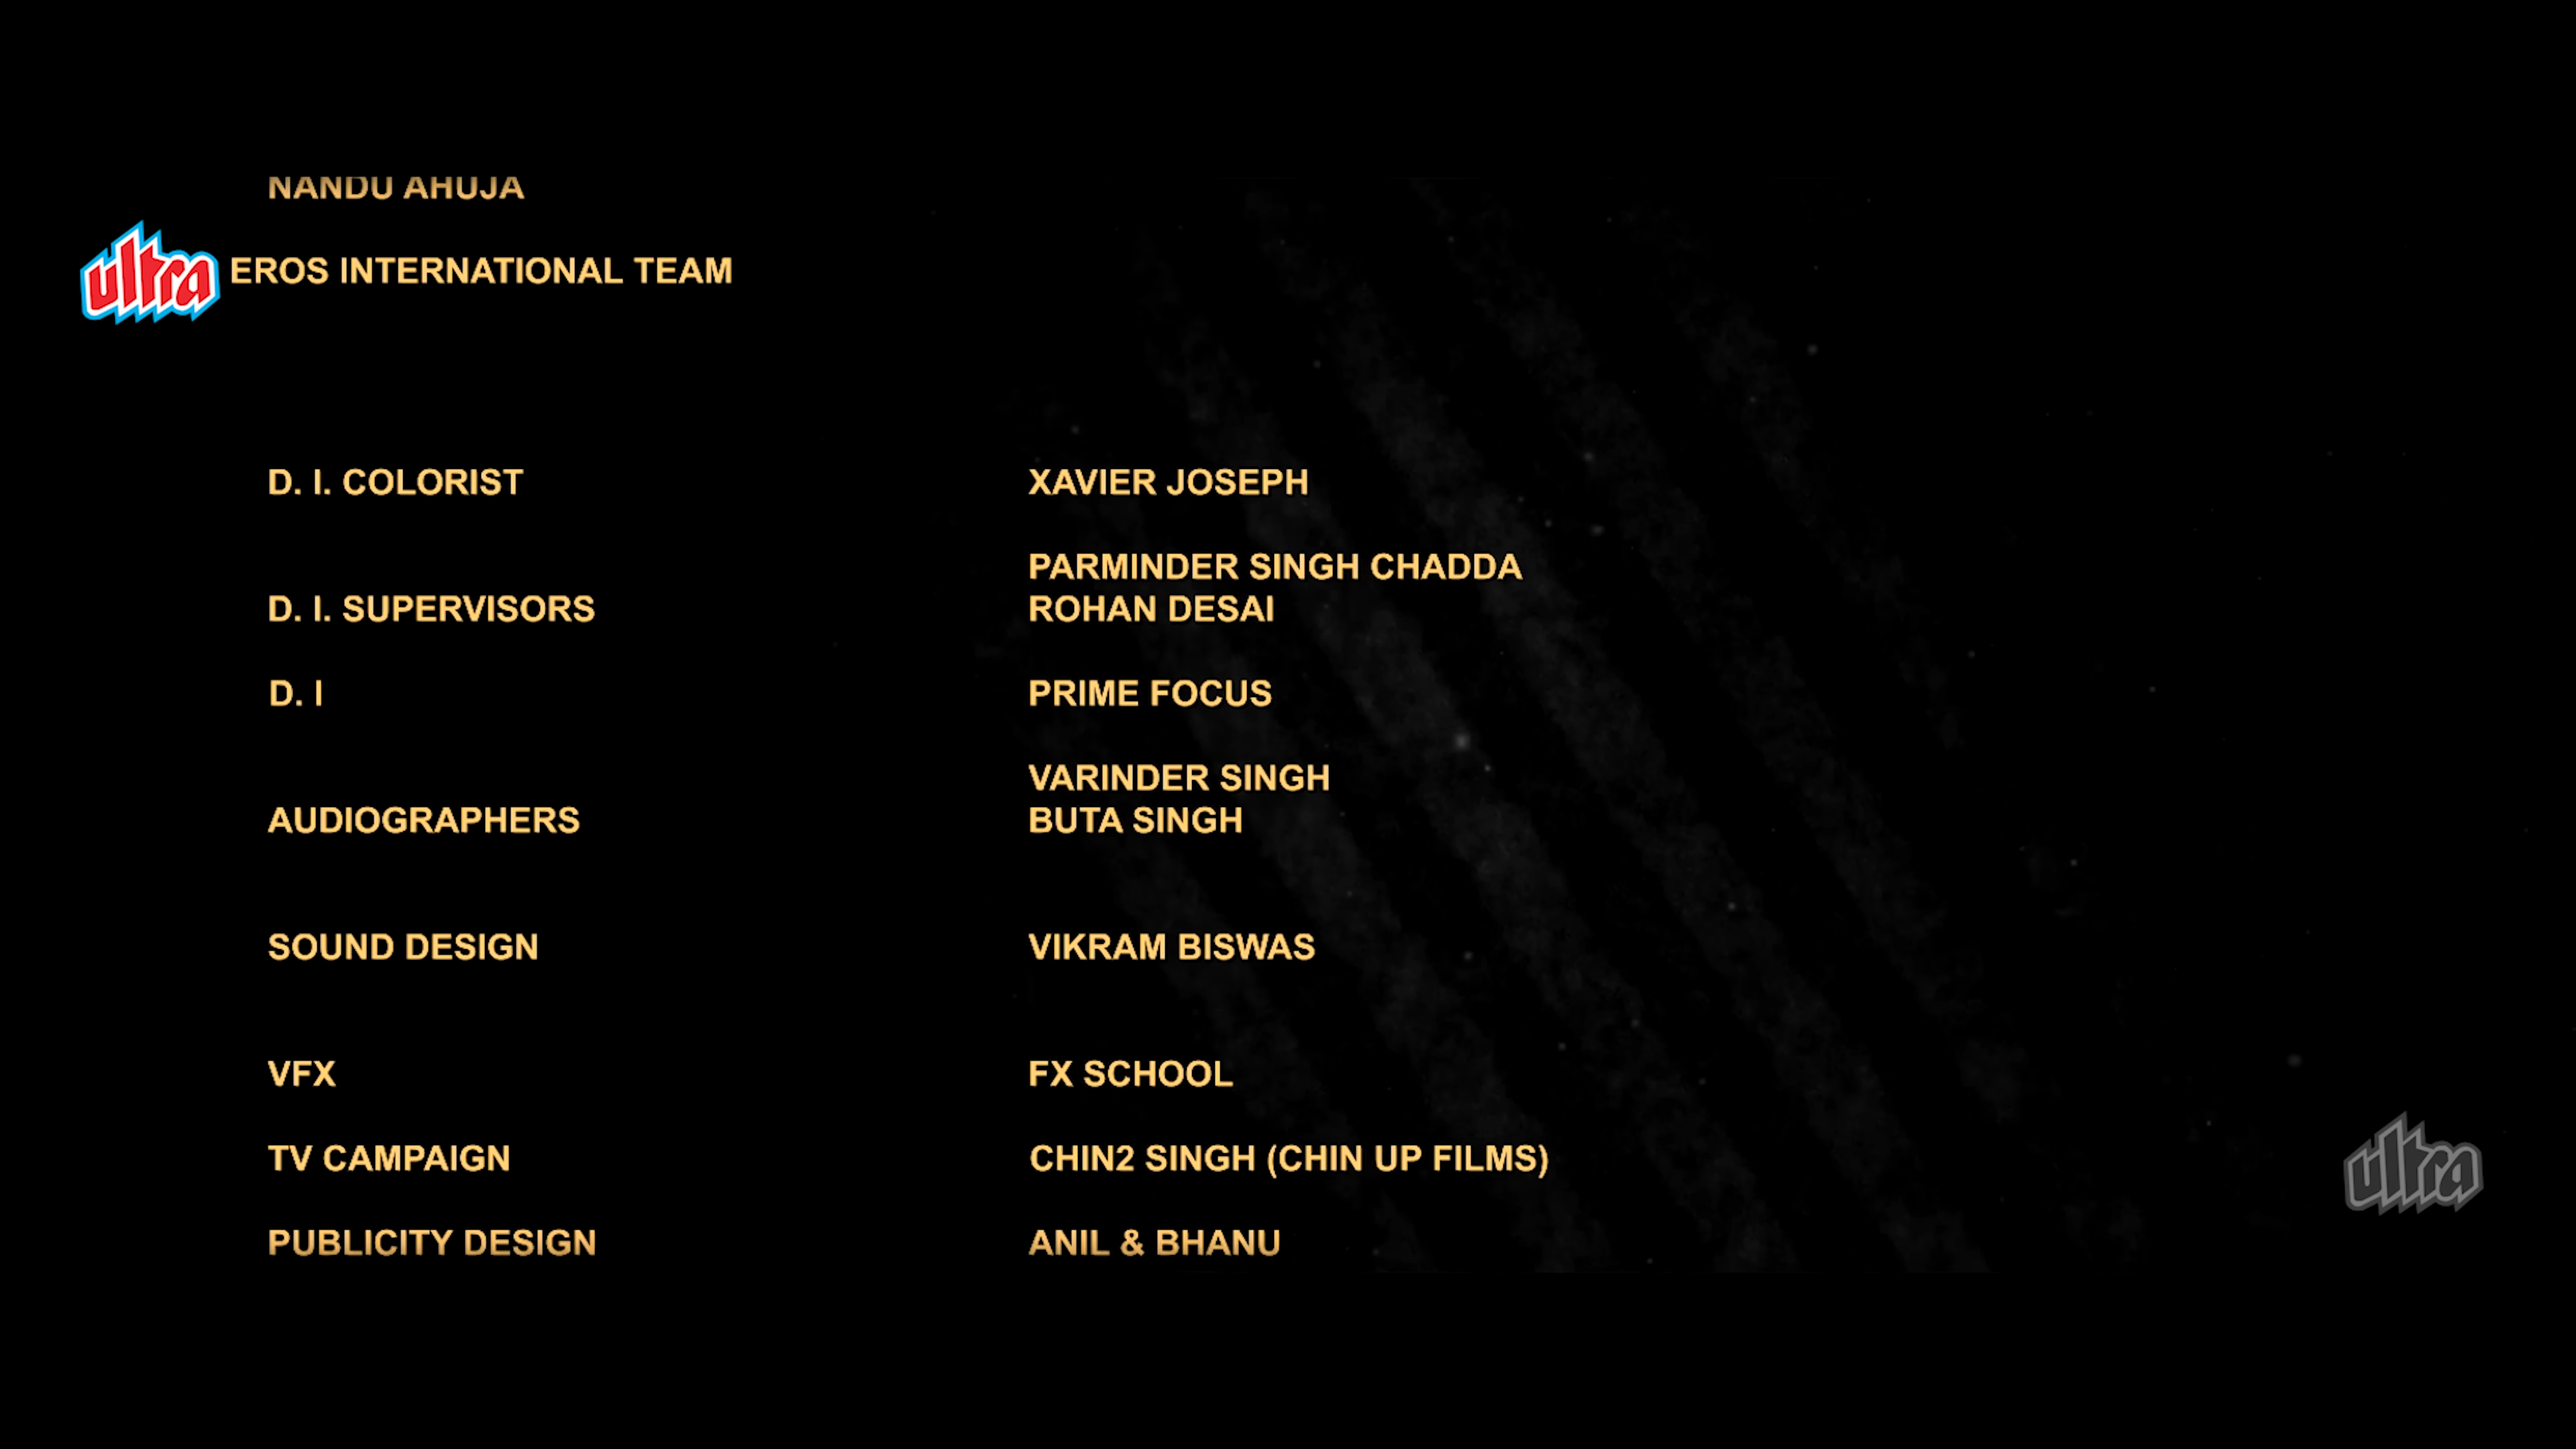 NANDU AHUJA
ultra
EROS INTERNATIONAL TEAM
D. I. COLORIST XAVIER JOSEPH
PARMINDER SINGH CHADDA
D. I. SUPERVISORS ROHAN DESAI
D. I PRIME FOCUS
VARINDER SINGH
AUDIOGRAPHERS BUTA SINGH
SOUND DESIGN VIKRAM BISWAS
VFX FX SCHOOL
TV CAMPAIGN CHIN2 SINGH (CHIN UP FILMS)
ultra
PUBLICITY DESIGN ANIL & BHANU